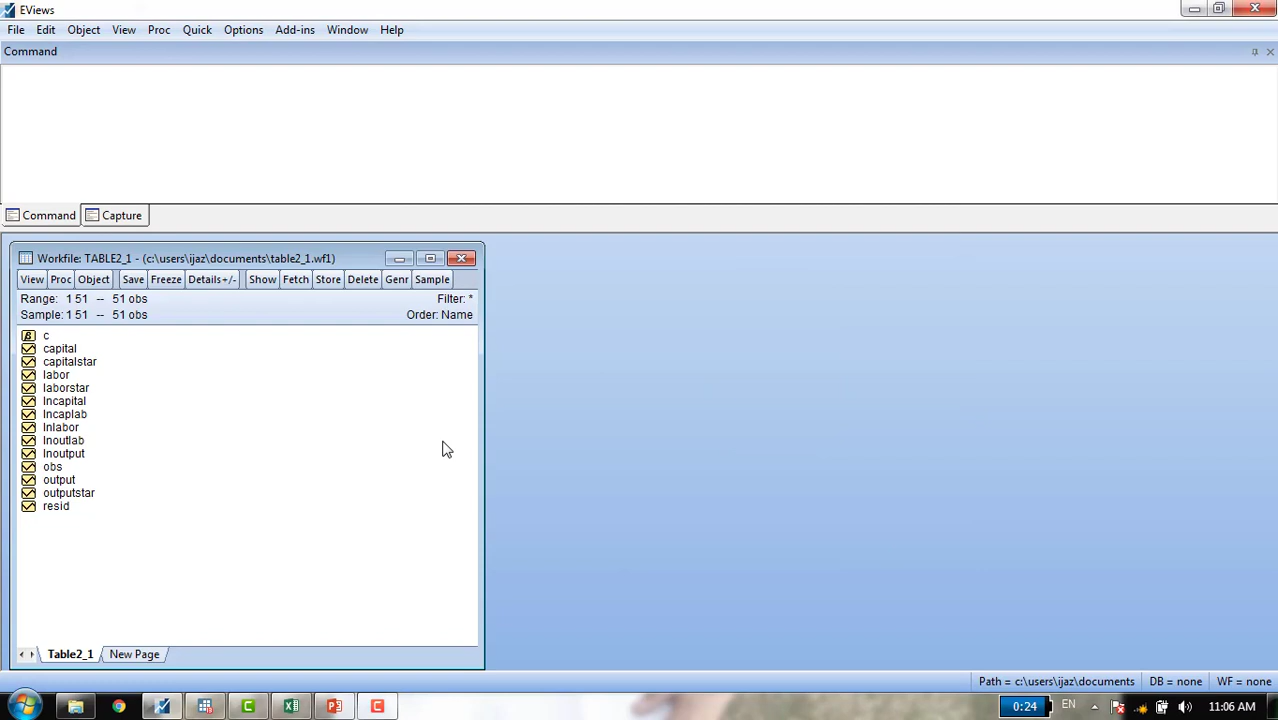 EViews
File Edit Object View Proc Quick Options Add-ins Window Help
Command
Command Capture
Workfile: TABLE2_1 - (c:\users\ijaz\documents\table2_1.wf1)
View Proc Object Save Freeze Details+/- Show Fetch Store Delete Genr Sample
Range: 1 51 -- 51 obs Filter: *
Sample: 1 51 -- 51 obs Order: Name
c
capital
capitalstar
labor
laborstar
lncapital
lncaplab
lnlabor
lnoutlab
lnoutput
obs
output
outputstar
resid
Table2_1 New Page
Path = c:\users\ijaz\documents DB = none WF = none
0:24 EN 11:06 AM